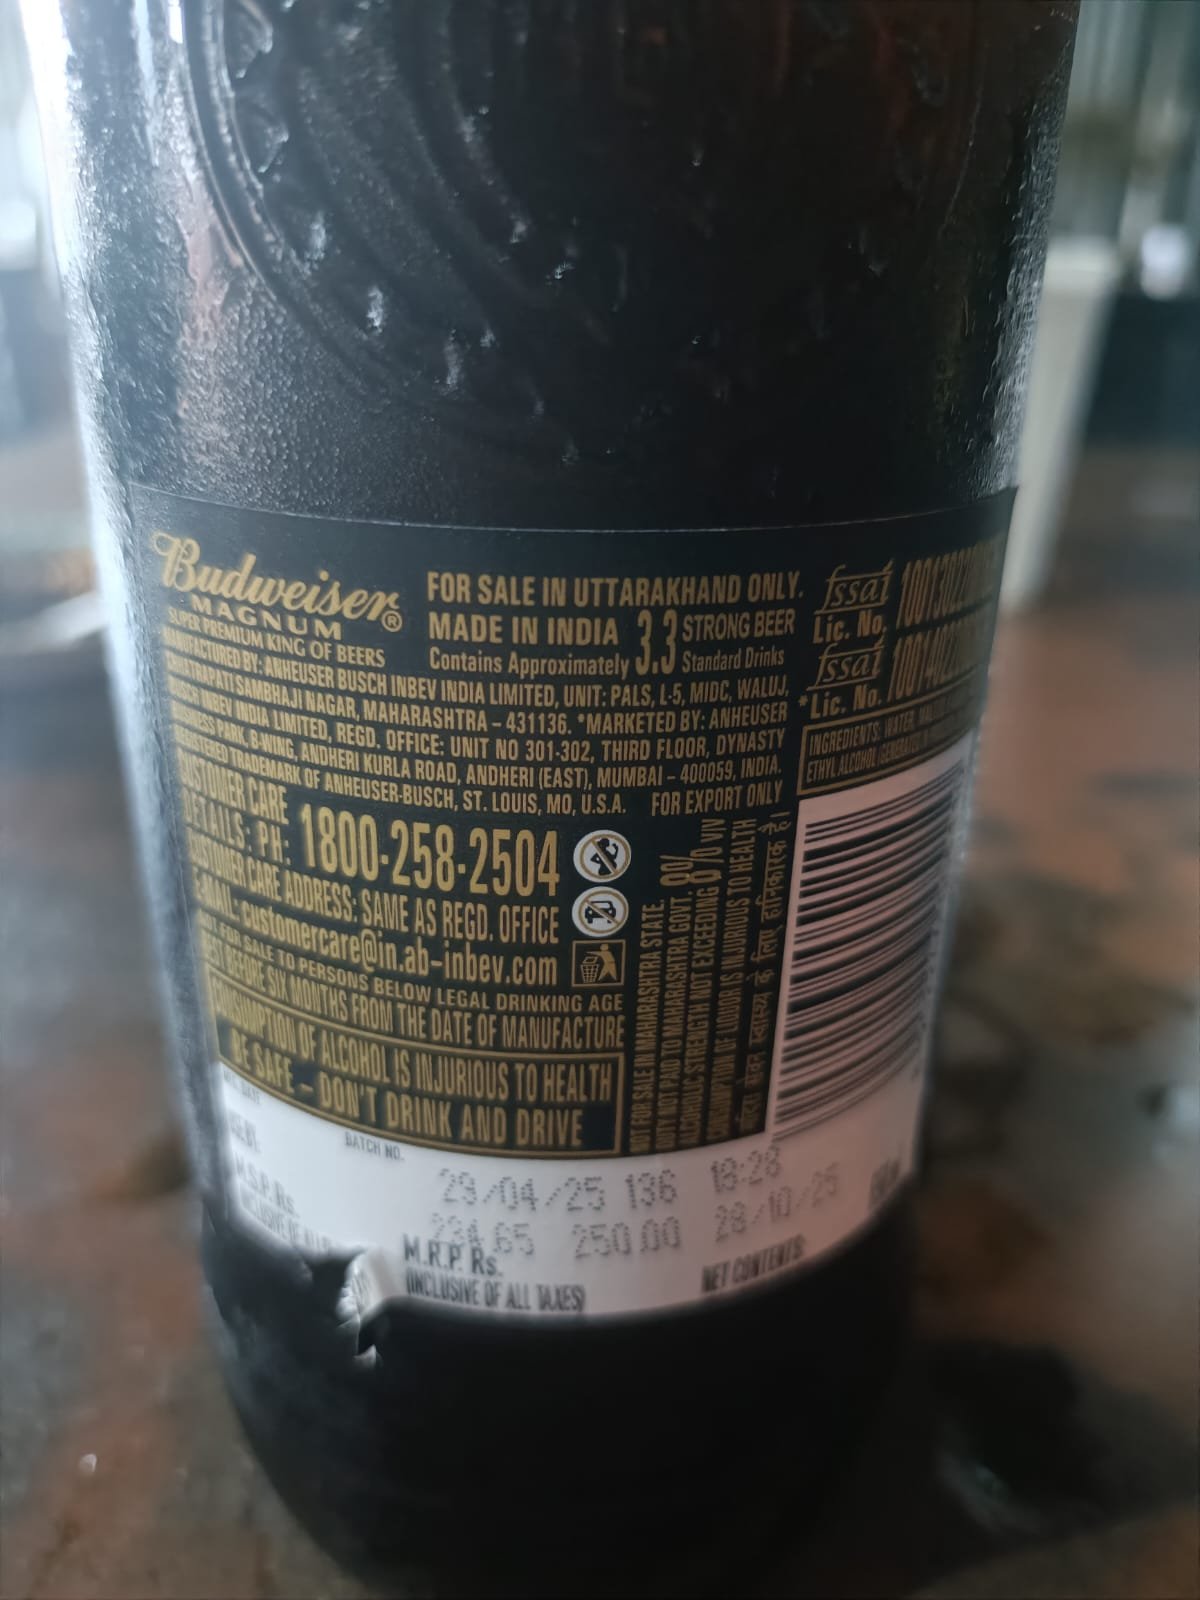 Budweiser®
MAGNUM
SUPER PREMIUM KING OF BEERS
FOR SALE IN UTTARAKHAND ONLY.
MADE IN INDIA
STRONG BEER
Contains Approximately 3.3 Standard Drinks
MANUFACTURED BY: ANHEUSER BUSCH INBEV INDIA LIMITED, UNIT: PALS, L-5, MIDC, WALUJ,
CHHATRAPATI SAMBHAJI NAGAR, MAHARASHTRA – 431136. *MARKETED BY: ANHEUSER
BUSCH INBEV INDIA LIMITED, REGD. OFFICE: UNIT NO 301-302, THIRD FLOOR, DYNASTY
BUSINESS PARK, B-WING, ANDHERI KURLA ROAD, ANDHERI (EAST), MUMBAI – 400059, INDIA.
REGISTERED TRADEMARK OF ANHEUSER-BUSCH, ST. LOUIS, MO, U.S.A. FOR EXPORT ONLY
CUSTOMER CARE
DETAILS: PH: 1800-258-2504
CUSTOMER CARE ADDRESS: SAME AS REGD. OFFICE
E-MAIL: customercare@in.ab-inbev.com
NOT FOR SALE TO PERSONS BELOW LEGAL DRINKING AGE
BEST BEFORE SIX MONTHS FROM THE DATE OF MANUFACTURE
CONSUMPTION OF ALCOHOL IS INJURIOUS TO HEALTH
BE SAFE – DON'T DRINK AND DRIVE
NOT FOR SALE IN MAHARASHTRA STATE.
DUTY NOT PAID TO MAHARASHTRA GOVT.
ALCOHOLIC STRENGTH NOT EXCEEDING 8% V/V
CONSUMPTION OF LIQUOR IS INJURIOUS TO HEALTH
मदिरा का सेवन स्वास्थ्य के लिए हानिकारक है।
fssai
Lic. No.
fssai
*Lic. No.
INGREDIENTS: WATER,
ETHYL ALCOHOL
BATCH NO.
29/04/25 136 18:28
234.65 250.00 28/10/25
M.S.P. Rs.
M.R.P. Rs.
(INCLUSIVE OF ALL TAXES)
NET CONTENTS: